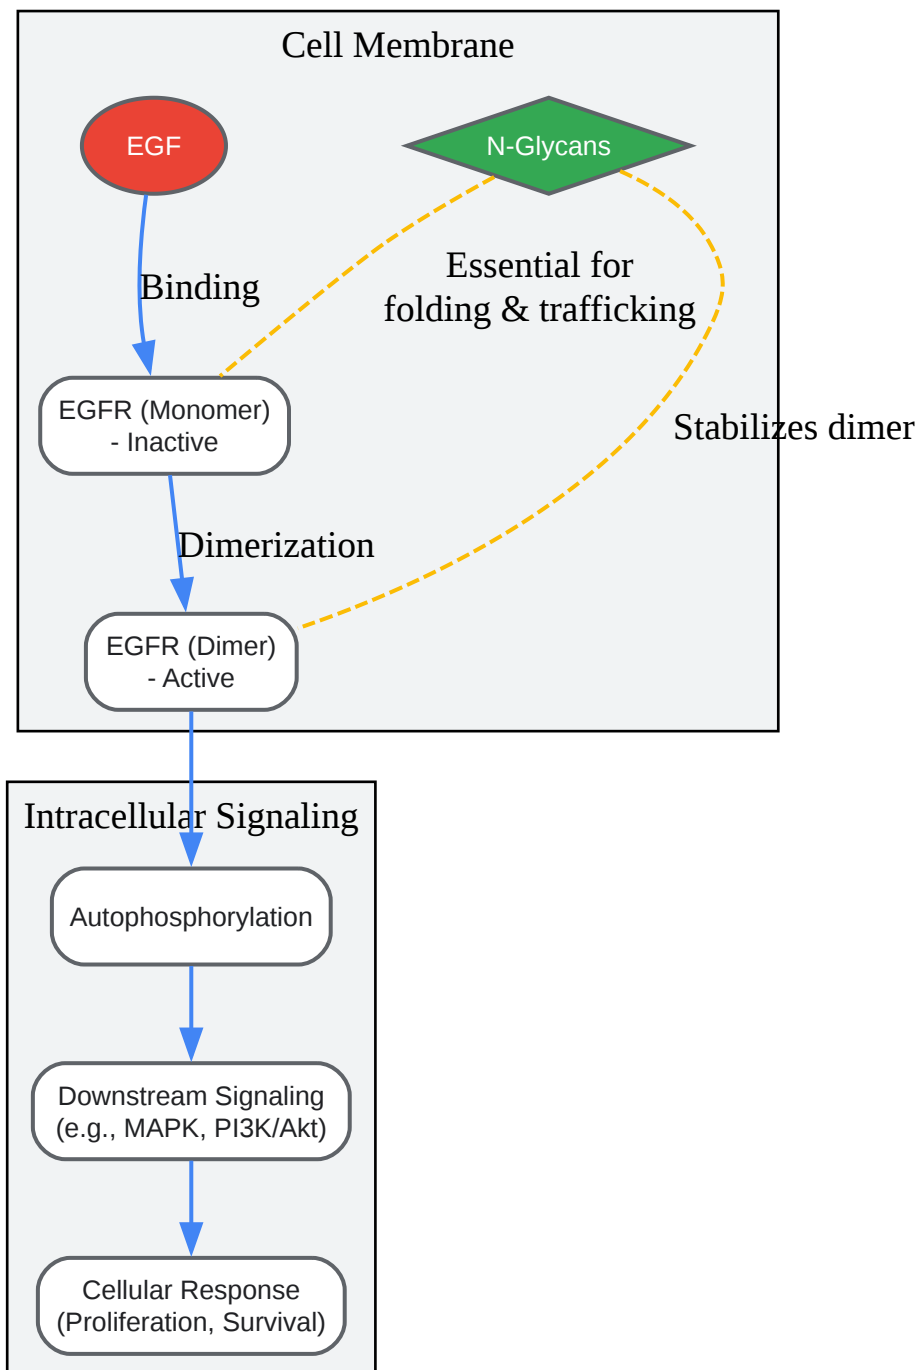 Cell Membrane
EGF
N-Glycans
Essential for
folding & trafficking
Binding
EGFR (Monomer)
- Inactive
Stabilizes dimer
Dimerization
EGFR (Dimer)
- Active
Intracellular Signaling
Autophosphorylation
Downstream Signaling
(e.g., MAPK, PI3K/Akt)
Cellular Response
(Proliferation, Survival)